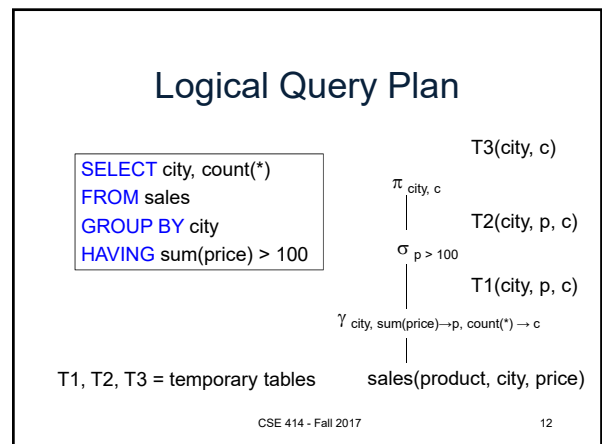 Logical Query Plan
SELECT city, count(*)
FROM sales
GROUP BY city
HAVING sum(price) > 100
T3(city, c)
π city, c
T2(city, p, c)
σ p > 100
T1(city, p, c)
γ city, sum(price)→p, count(*) → c
T1, T2, T3 = temporary tables
sales(product, city, price)
CSE 414 - Fall 2017
12